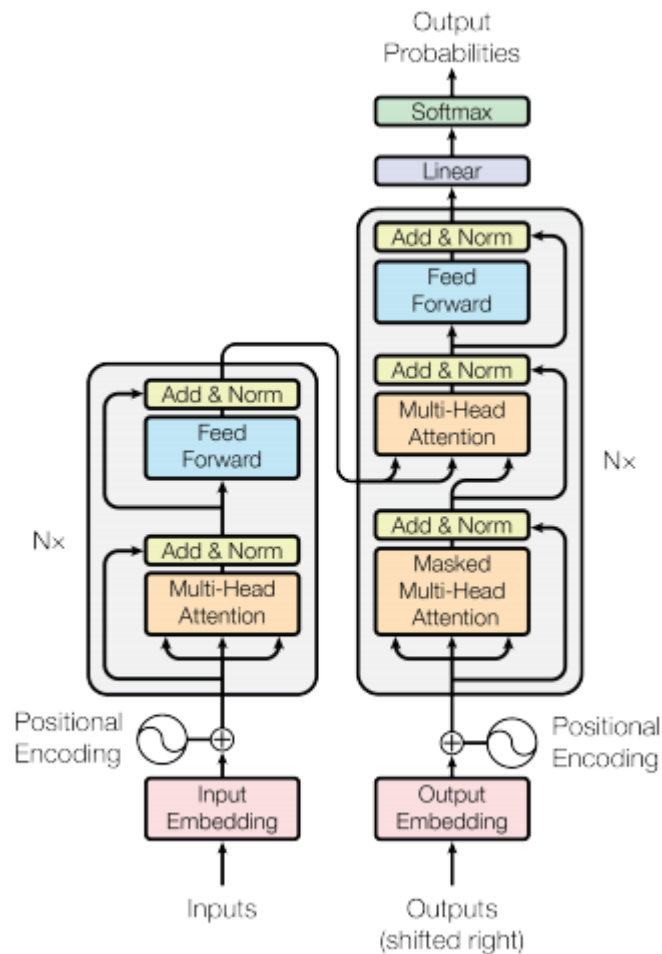 Output
Probabilities
Softmax
Linear
Add & Norm
Feed
Forward
Add & Norm
Multi-Head
Attention
Add & Norm
Masked
Multi-Head
Attention
N×
Add & Norm
Feed
Forward
Add & Norm
Multi-Head
Attention
N×
Positional
Encoding
Positional
Encoding
Input
Embedding
Output
Embedding
Inputs
Outputs
(shifted right)